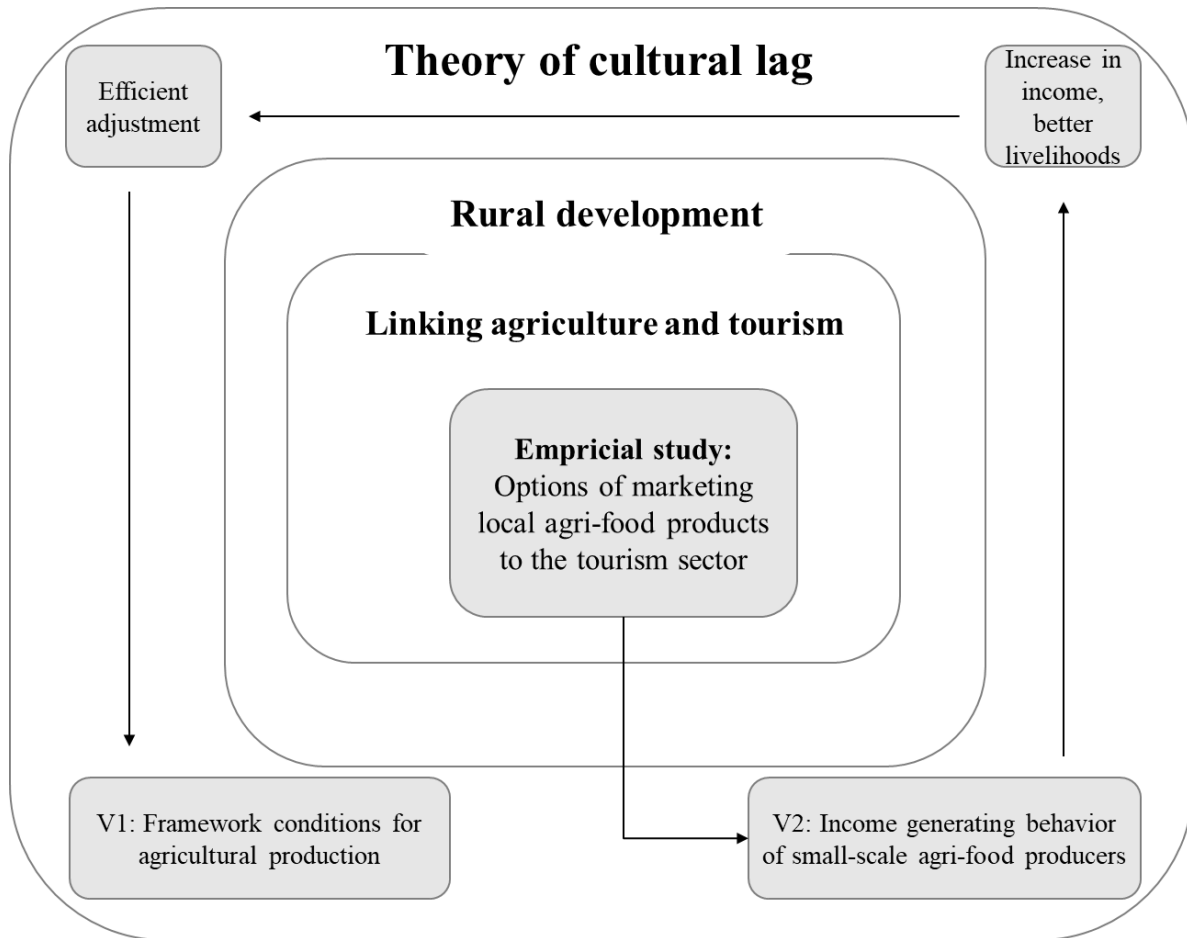 Theory of cultural lag
Efficient
adjustment
Increase in
income,
better
livelihoods
Rural development
Linking agriculture and tourism
Empricial study:
Options of marketing
local agri-food products
to the tourism sector
V1: Framework conditions for
agricultural production
V2: Income generating behavior
of small-scale agri-food producers